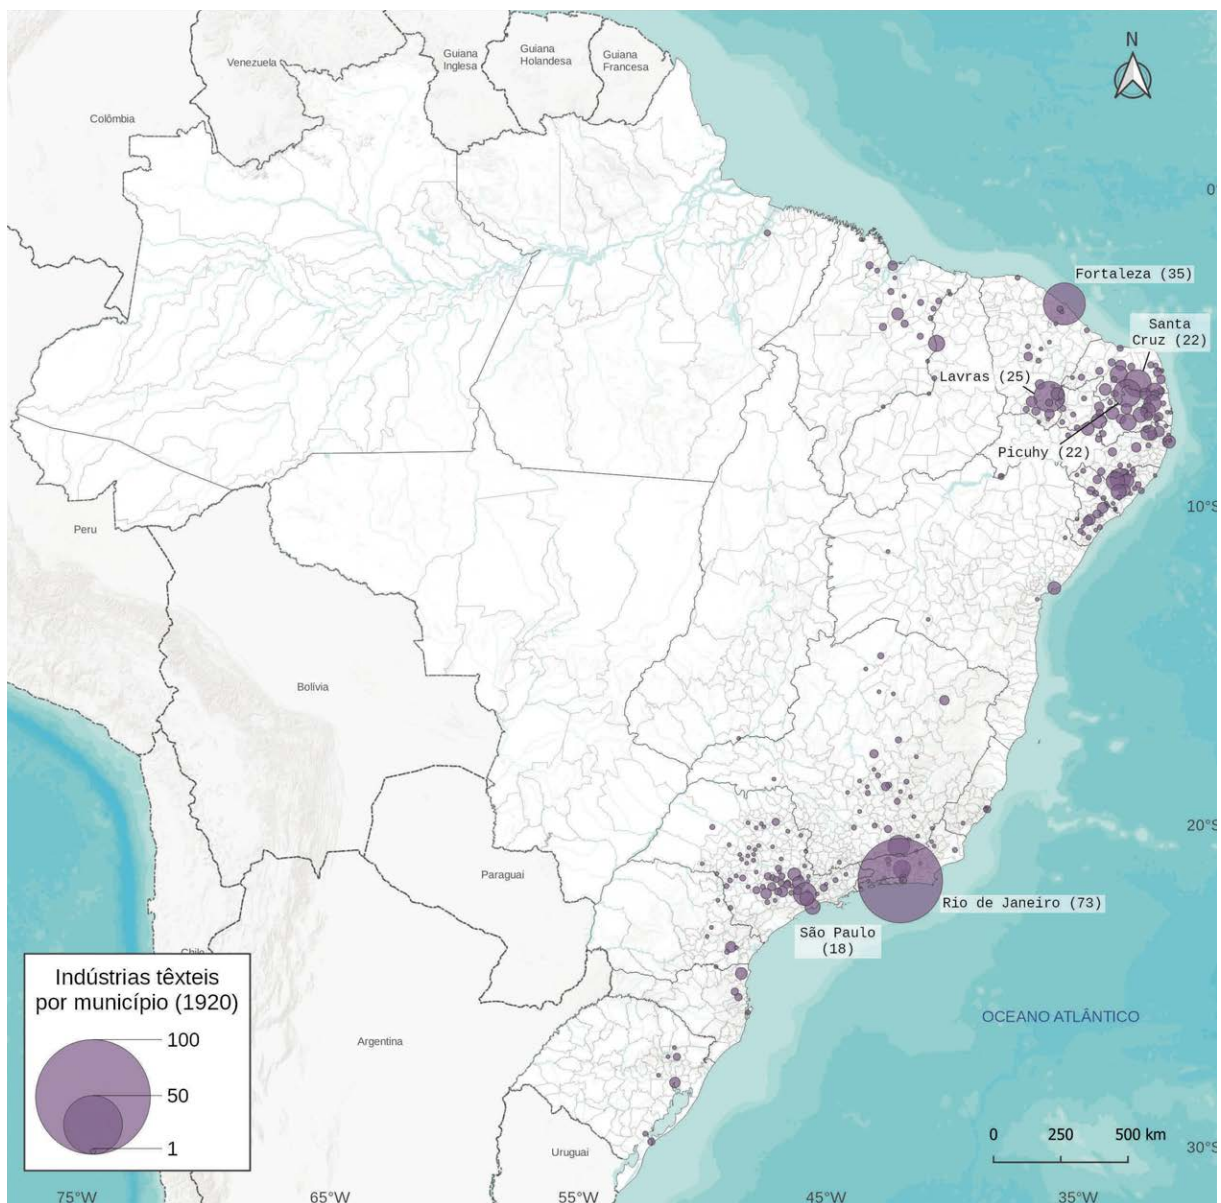 N
Venezuela
Guiana
Inglesa
Guiana
Holandesa
Guiana
Francesa
Colômbia
0°
Fortaleza (35)
Santa
Cruz (22)
Lavras (25)
Picuhy (22)
10°S
Peru
Bolívia
20°S
Paraguai
Rio de Janeiro (73)
São Paulo
(18)
Chile
Indústrias têxteis
por município (1920)
100
50
1
Argentina
OCEANO ATLÂNTICO
Uruguai
0 250 500 km
30°S
75°W 65°W 55°W 45°W 35°W